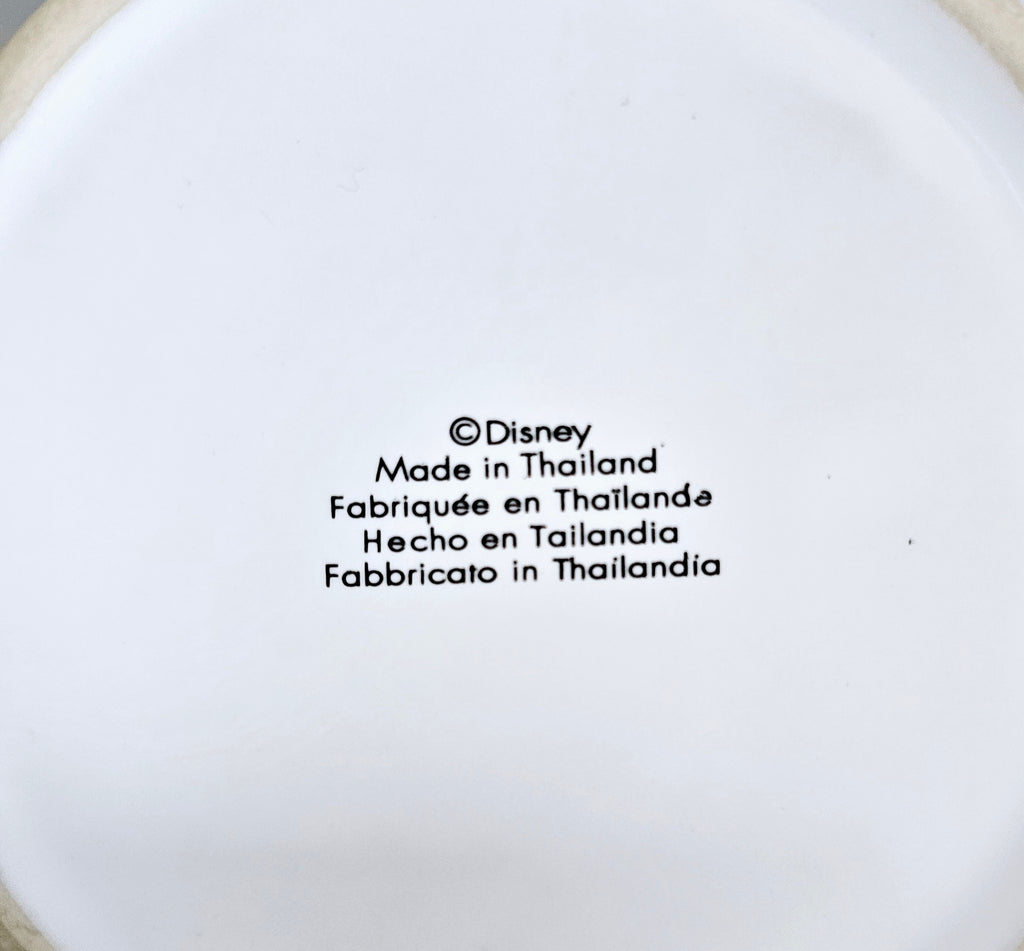 ©Disney
Made in Thailand
Fabriquée en Thaïlande
Hecho en Tailandia
Fabbricato in Thailandia